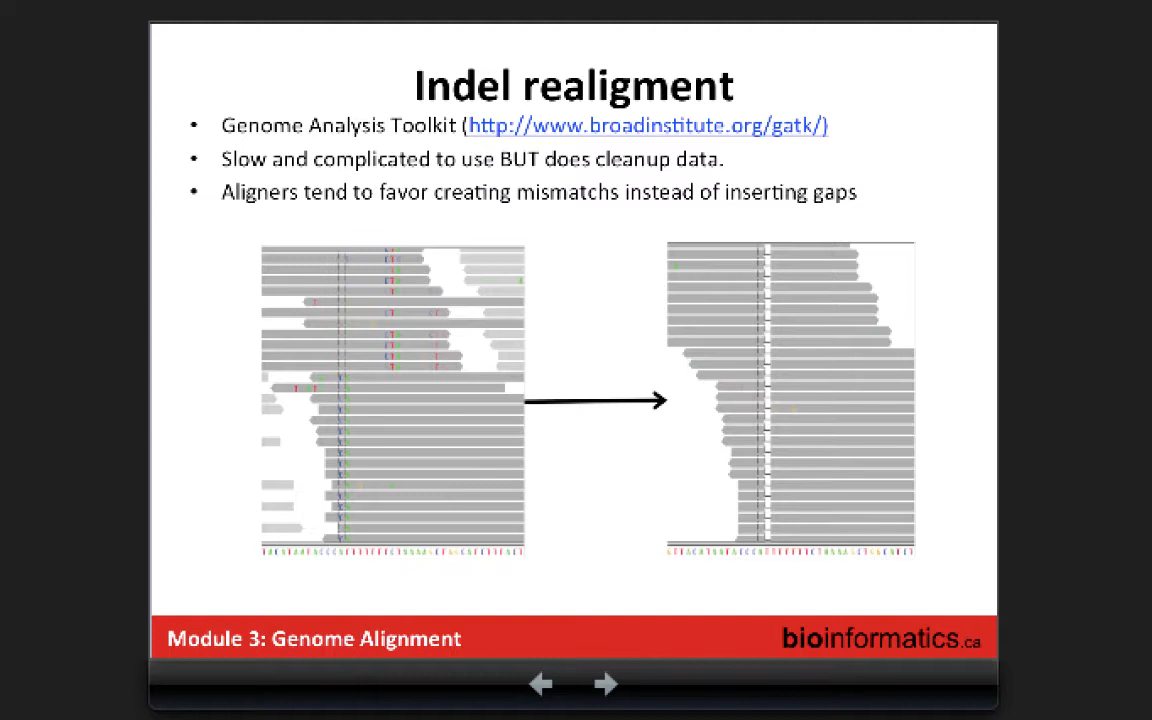 Indel realigment
• Genome Analysis Toolkit (http://www.broadinstitute.org/gatk/)
• Slow and complicated to use BUT does cleanup data.
• Aligners tend to favor creating mismatchs instead of inserting gaps
Module 3: Genome Alignment
bioinformatics.ca